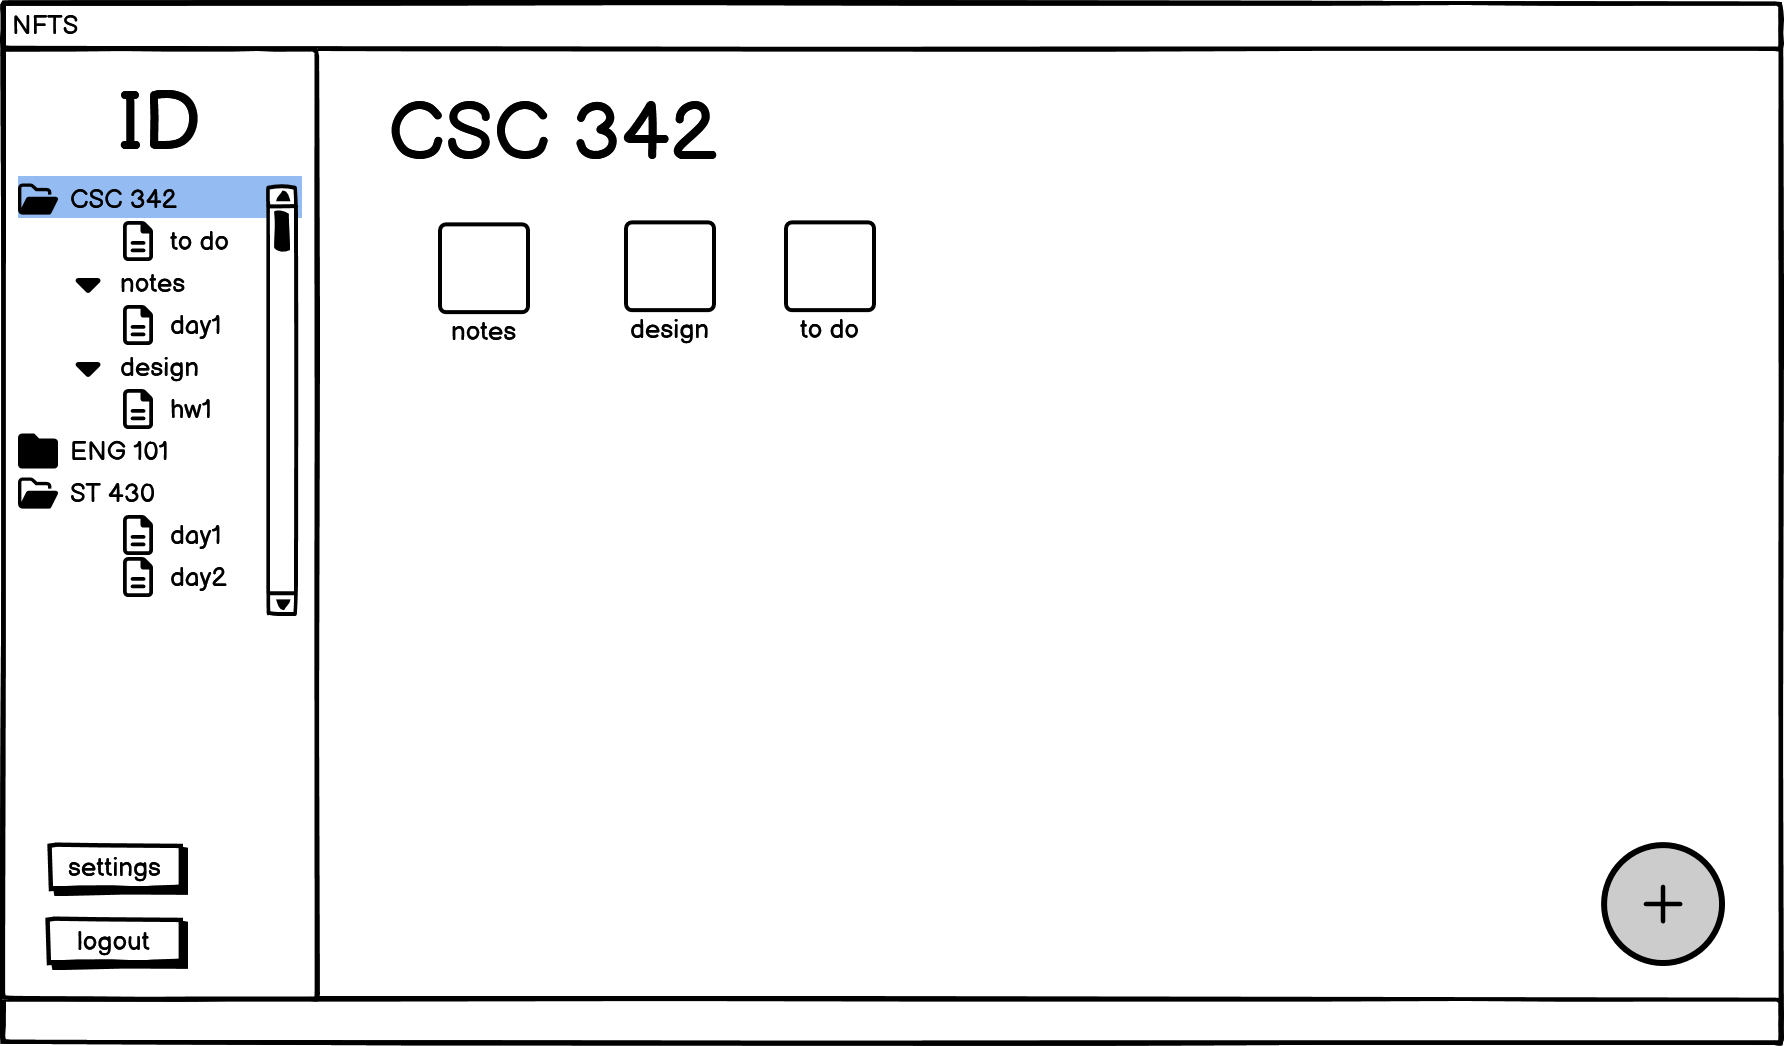 NFTS
ID
CSC 342
to do
notes
day1
design
hw1
ENG 101
ST 430
day1
day2
settings
logout
CSC 342
notes
design
to do
+